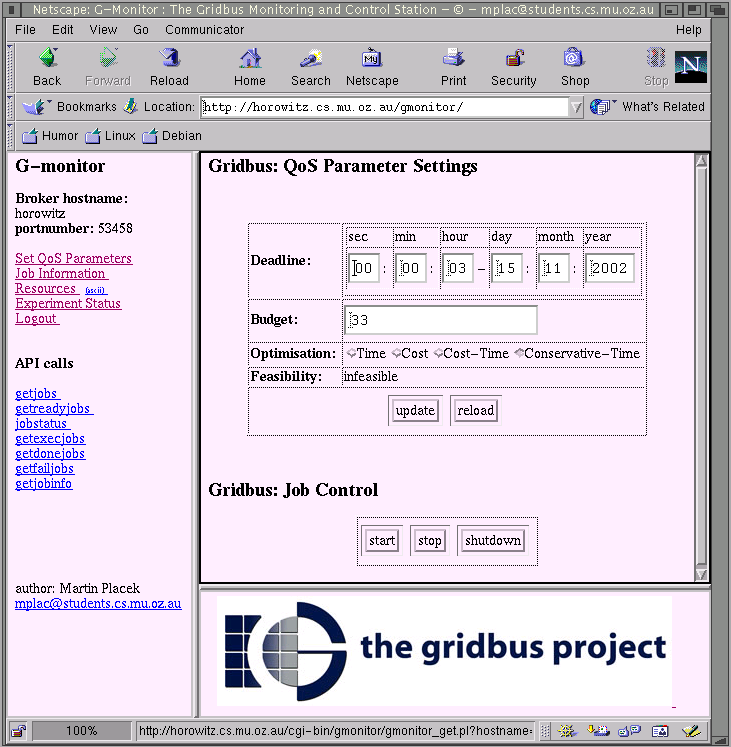 Netscape: G-Monitor : The Gridbus Monitoring and Control Station - © - mplac@students.cs.mu.oz.au
File Edit View Go Communicator Help
Back Forward Reload Home Search Netscape Print Security Shop Stop
My
N
Bookmarks Location: http://horowitz.cs.mu.oz.au/gmonitor/ What's Related
Humor Linux Debian
G-monitor
Broker hostname:
horowitz
portnumber: 53458
Set QoS Parameters
Job Information
Resources (ascii)
Experiment Status
Logout
API calls
getjobs
getreadyjobs
jobstatus
getexecjobs
getdonejobs
getfailjobs
getjobinfo
author: Martin Placek
mplac@students.cs.mu.oz.au
Gridbus: QoS Parameter Settings
sec min hour day month year
Deadline: 00 : 00 : 03 - 15 : 11 : 2002
Budget: 33
Optimisation: Time Cost Cost-Time Conservative-Time
Feasibility: infeasible
update reload
Gridbus: Job Control
start stop shutdown
G the gridbus project
100% http://horowitz.cs.mu.oz.au/cgi-bin/gmonitor/gmonitor_get.pl?hostname=